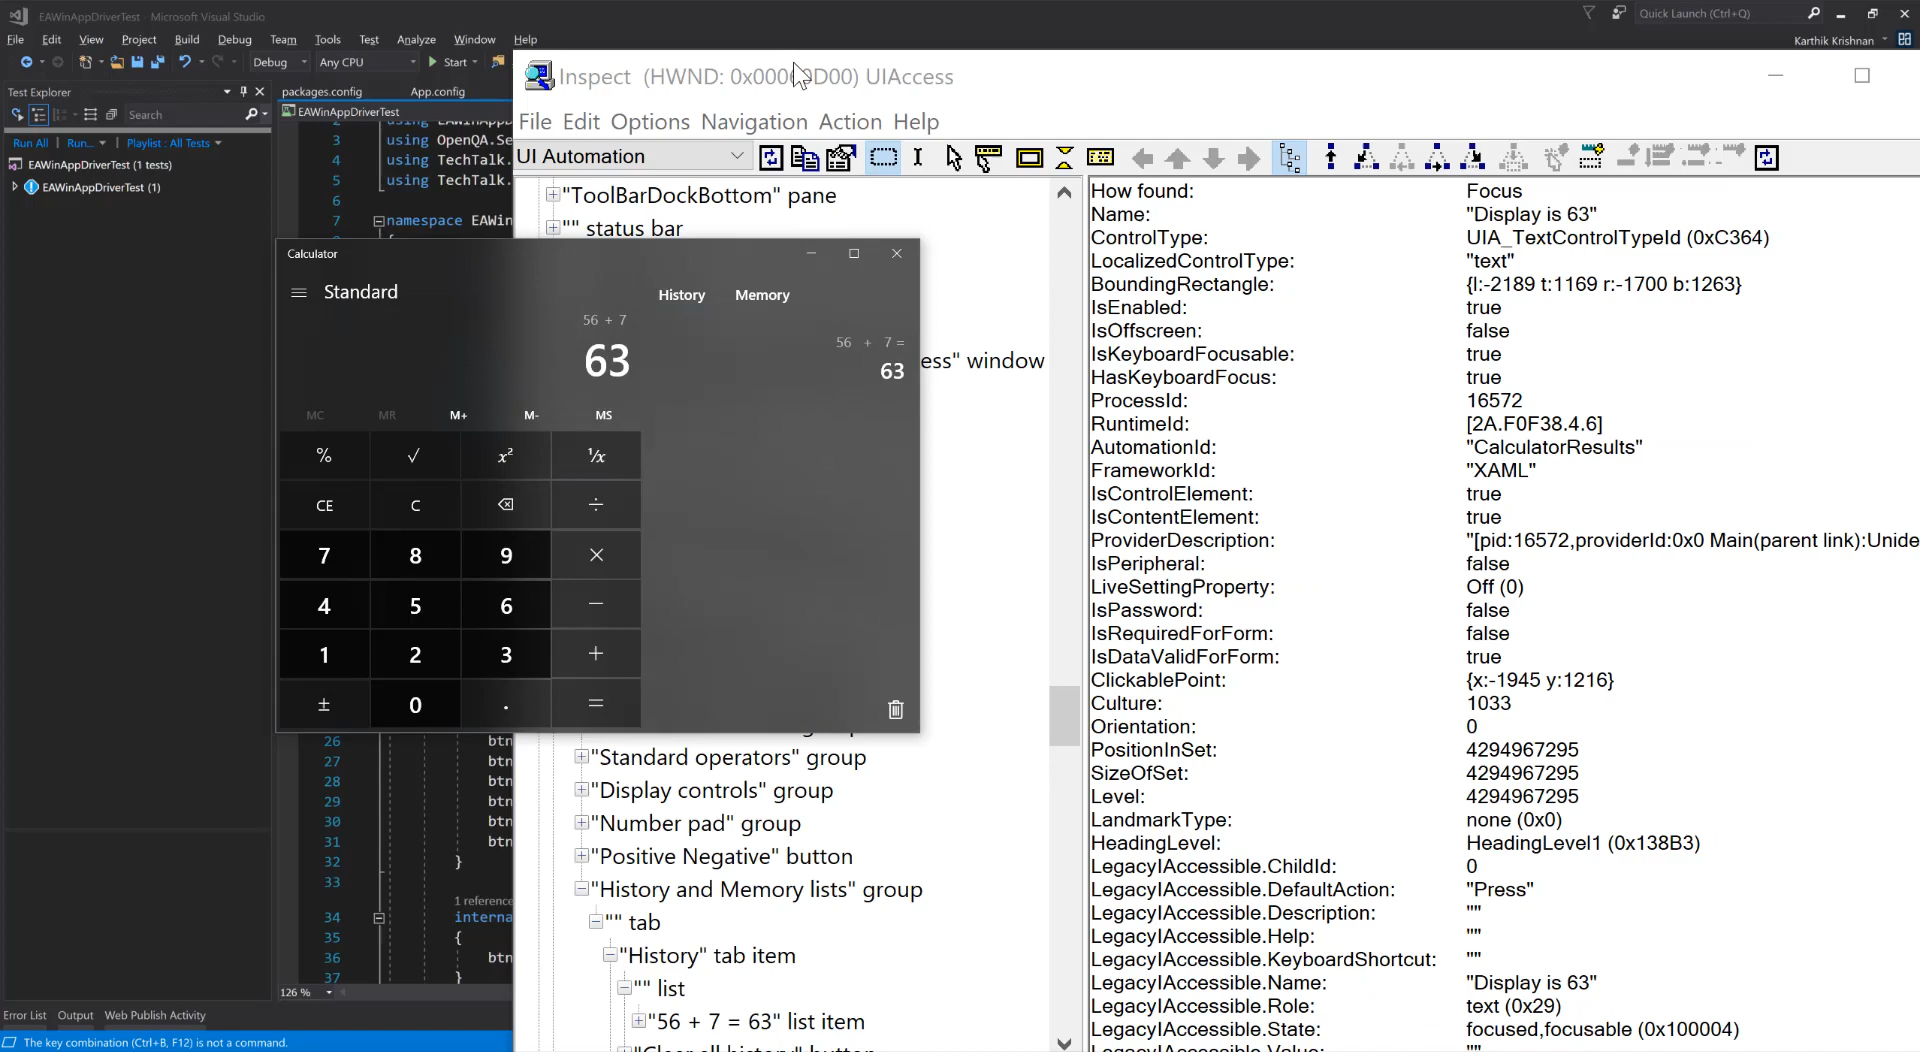 EAWinAppDriverTest - Microsoft Visual Studio
Quick Launch (Ctrl+Q)
File Edit View Project Build Debug Team Tools Test Analyze Window Help
Karthik Krishnan
Debug Any CPU Start
Test Explorer
Search
Run All | Run... | Playlist : All Tests
EAWinAppDriverTest (1 tests)
EAWinAppDriverTest (1)
packages.config App.config
EAWinAppDriverTest
3 using OpenQA.Se
4 using TechTalk.
5 using TechTalk.
6
7 namespace EAWin
Inspect (HWND: 0x000 D00) UIAccess
File Edit Options Navigation Action Help
UI Automation
"ToolBarDockBottom" pane
"" status bar
ess" window
Calculator
Standard
History Memory
56 + 7
63
56 + 7 =
63
MC MR M+ M- MS
% √ x² ¹/x
CE C ÷
7 8 9 ×
4 5 6 −
1 2 3 +
± 0 . =
26 btn
27 btn
28 btn
29 btn
30 btn
31 btn
32 }
33
1 reference
34 interna
35 {
36 btn
37 }
126 %
"Standard operators" group
"Display controls" group
"Number pad" group
"Positive Negative" button
"History and Memory lists" group
"" tab
"History" tab item
"" list
"56 + 7 = 63" list item
"Clear all history" button
How found: Focus
Name: "Display is 63"
ControlType: UIA_TextControlTypeId (0xC364)
LocalizedControlType: "text"
BoundingRectangle: {l:-2189 t:1169 r:-1700 b:1263}
IsEnabled: true
IsOffscreen: false
IsKeyboardFocusable: true
HasKeyboardFocus: true
ProcessId: 16572
RuntimeId: [2A.F0F38.4.6]
AutomationId: "CalculatorResults"
FrameworkId: "XAML"
IsControlElement: true
IsContentElement: true
ProviderDescription: "[pid:16572,providerId:0x0 Main(parent link):Unide
IsPeripheral: false
LiveSettingProperty: Off (0)
IsPassword: false
IsRequiredForForm: false
IsDataValidForForm: true
ClickablePoint: {x:-1945 y:1216}
Culture: 1033
Orientation: 0
PositionInSet: 4294967295
SizeOfSet: 4294967295
Level: 4294967295
LandmarkType: none (0x0)
HeadingLevel: HeadingLevel1 (0x138B3)
LegacyIAccessible.ChildId: 0
LegacyIAccessible.DefaultAction: "Press"
LegacyIAccessible.Description: ""
LegacyIAccessible.Help: ""
LegacyIAccessible.KeyboardShortcut: ""
LegacyIAccessible.Name: "Display is 63"
LegacyIAccessible.Role: text (0x29)
LegacyIAccessible.State: focused,focusable (0x100004)
LegacyIAccessible.Value: ""
Error List Output Web Publish Activity
The key combination (Ctrl+B, F12) is not a command.